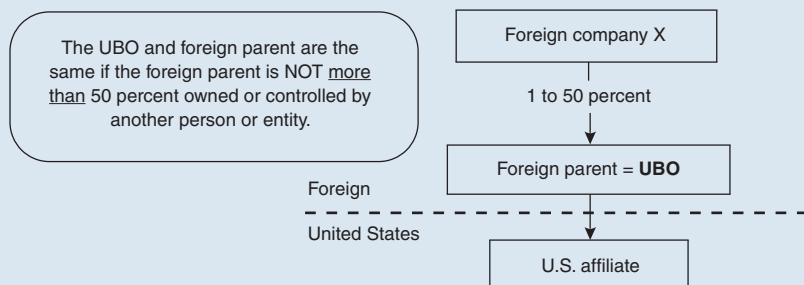 The UBO and foreign parent are the
same if the foreign parent is NOT more
than 50 percent owned or controlled by
another person or entity.
Foreign company X
1 to 50 percent
Foreign parent = UBO
Foreign
United States
U.S. affiliate